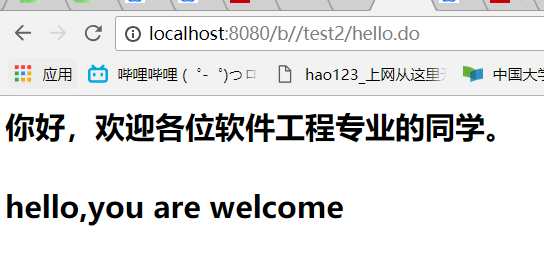 localhost:8080/b//test2/hello.do
应用 哔哩哔哩 ( ゜- ゜)つロ hao123_上网从这里 中国大学
你好，欢迎各位软件工程专业的同学。
hello,you are welcome